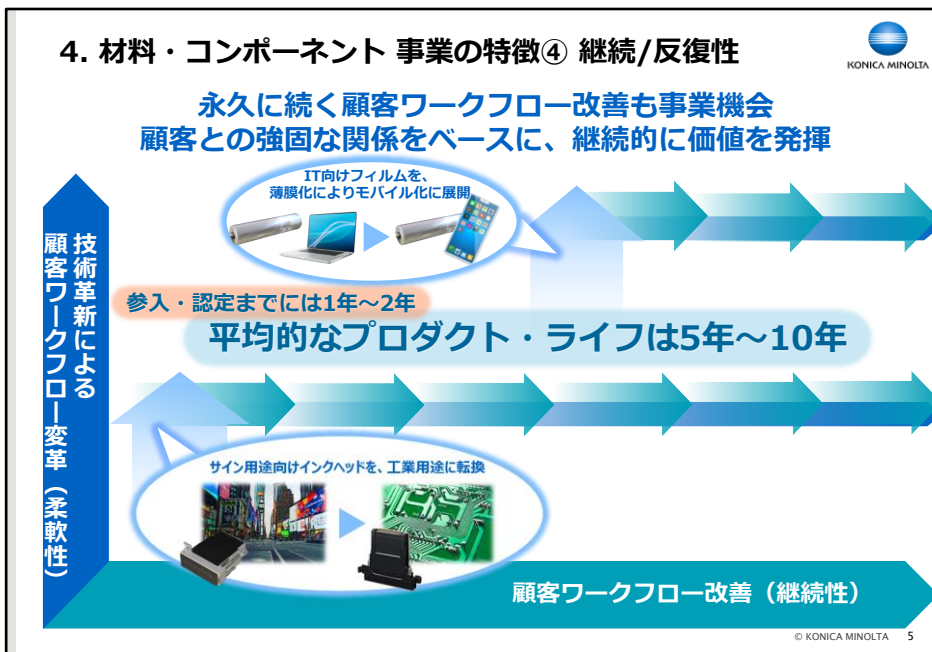 4. 材料・コンポーネント 事業の特徴④ 継続/反復性
KONICA MINOLTA
永久に続く顧客ワークフロー改善も事業機会
顧客との強固な関係をベースに、継続的に価値を発揮
IT向けフィルムを、
薄膜化によりモバイル化に展開
技術革新による
顧客ワークフロー変革（柔軟性）
参入・認定までには1年～2年
平均的なプロダクト・ライフは5年～10年
サイン用途向けインクヘッドを、工業用途に転換
顧客ワークフロー改善（継続性）
© KONICA MINOLTA 5